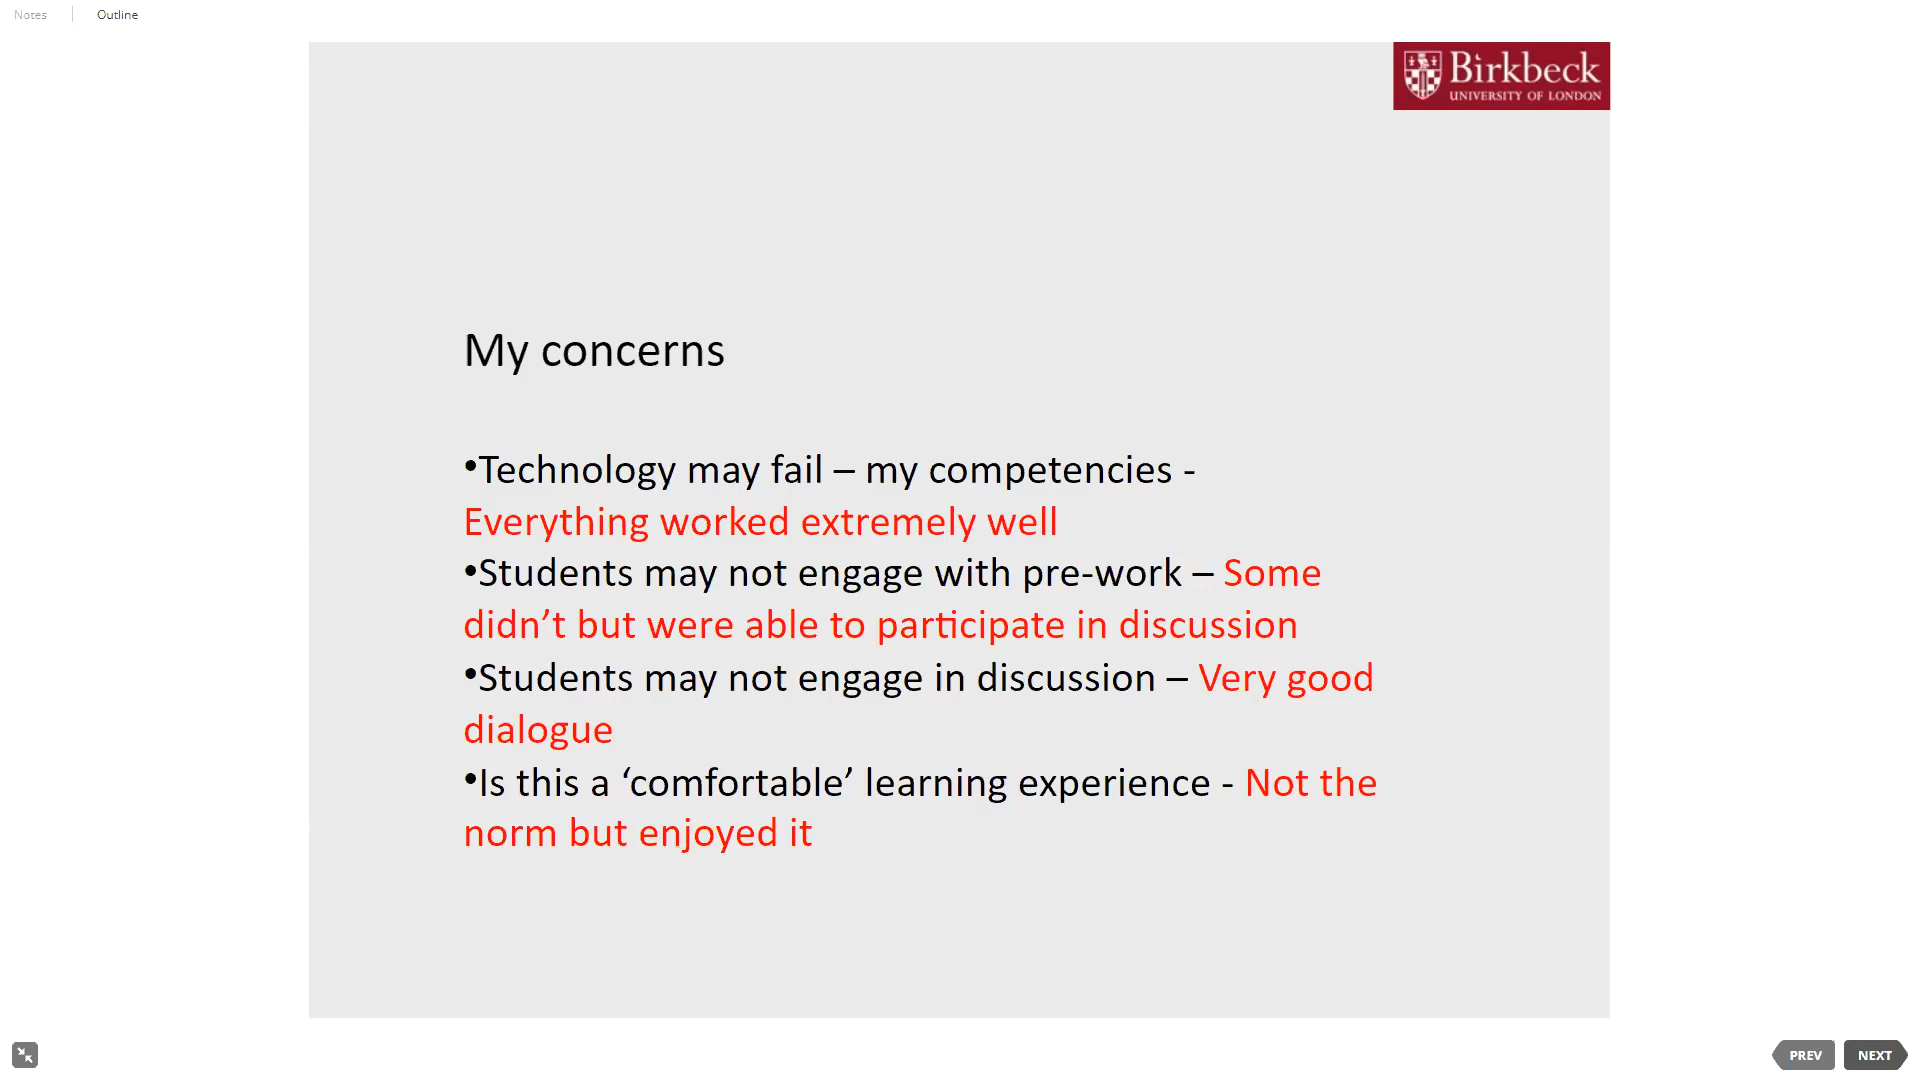 Notes
Outline
Birkbeck
UNIVERSITY OF LONDON
My concerns
•Technology may fail – my competencies -
Everything worked extremely well
•Students may not engage with pre-work – Some
didn’t but were able to participate in discussion
•Students may not engage in discussion – Very good
dialogue
•Is this a ‘comfortable’ learning experience - Not the
norm but enjoyed it
PREV
NEXT